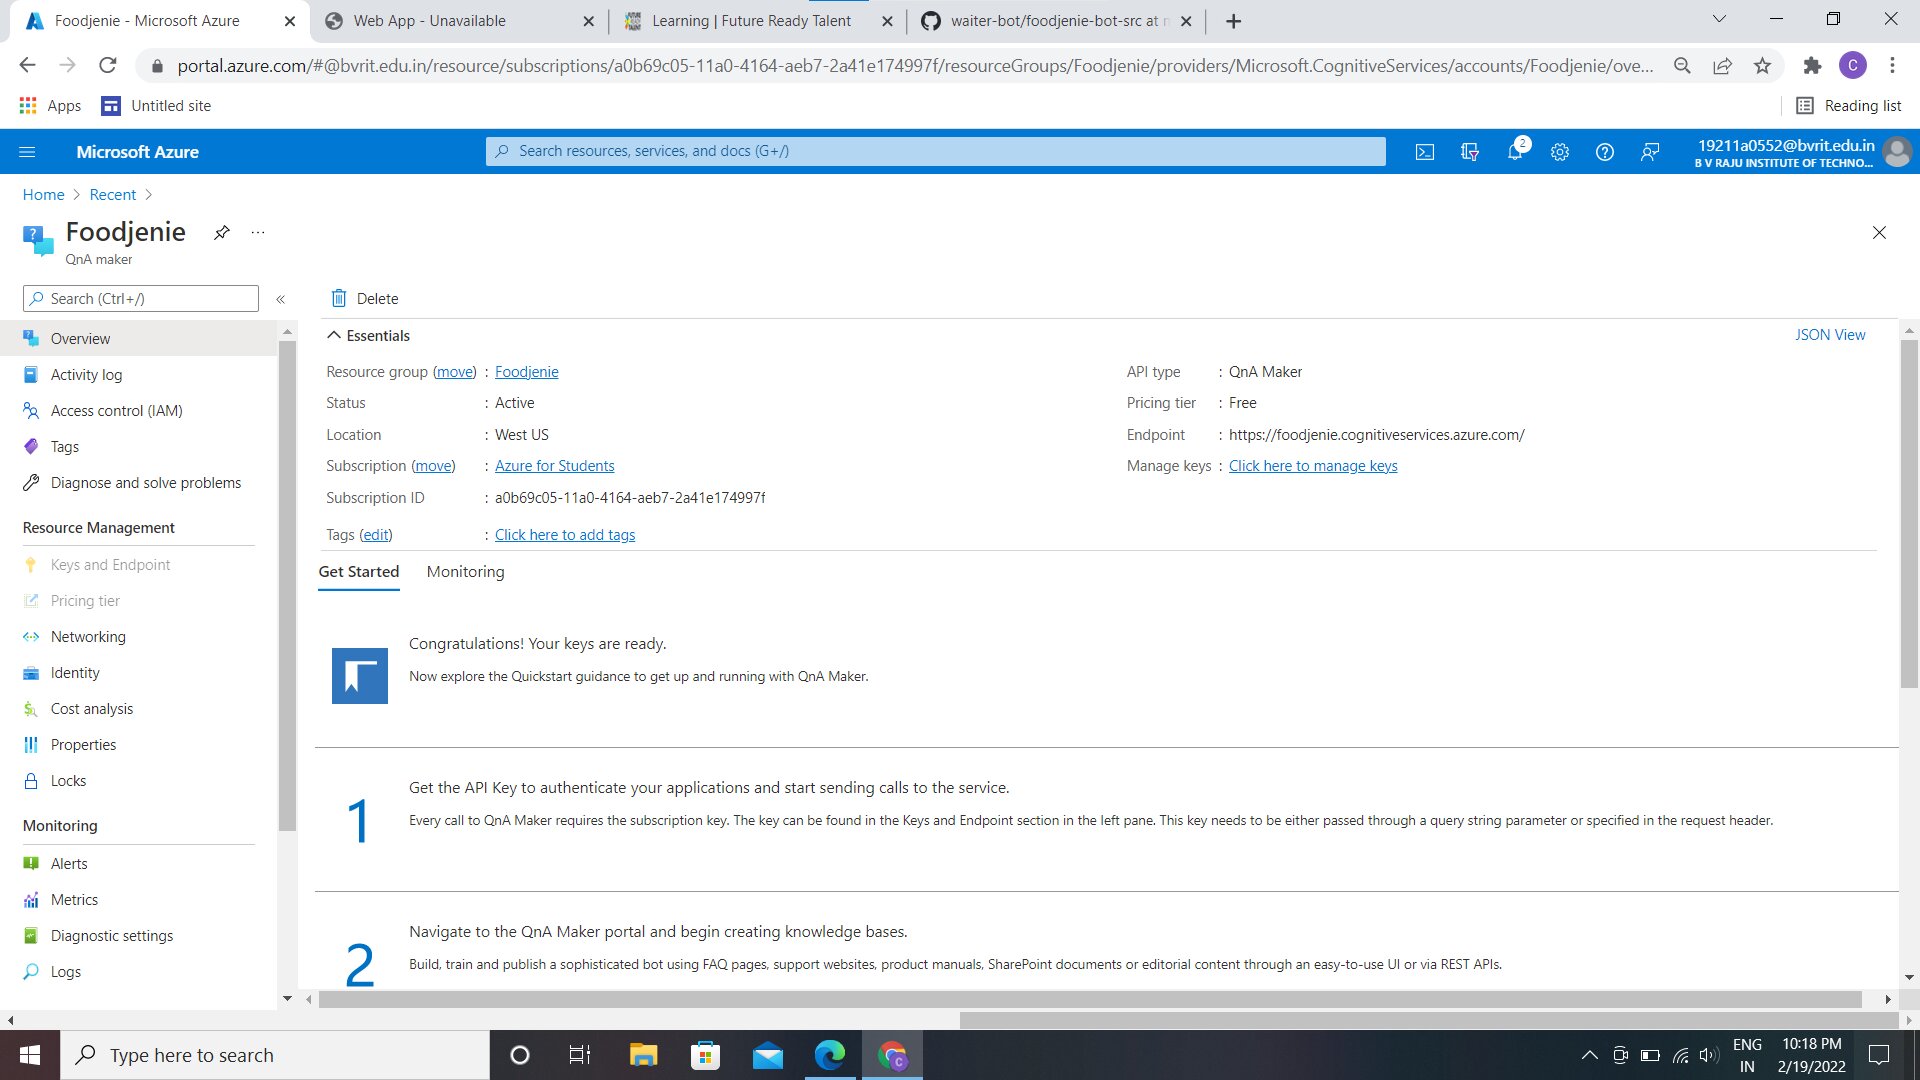 Foodjenie - Microsoft Azure
Web App - Unavailable
Learning | Future Ready Talent
waiter-bot/foodjenie-bot-src at m
portal.azure.com/#@bvrit.edu.in/resource/subscriptions/a0b69c05-11a0-4164-aeb7-2a41e174997f/resourceGroups/Foodjenie/providers/Microsoft.CognitiveServices/accounts/Foodjenie/ove...
C
Apps
Untitled site
Reading list
Microsoft Azure
Search resources, services, and docs (G+/)
2
19211a0552@bvrit.edu.in
B V RAJU INSTITUTE OF TECHNO...
Home > Recent >
Foodjenie
QnA maker
Search (Ctrl+/)
Overview
Activity log
Access control (IAM)
Tags
Diagnose and solve problems
Resource Management
Keys and Endpoint
Pricing tier
Networking
Identity
Cost analysis
Properties
Locks
Monitoring
Alerts
Metrics
Diagnostic settings
Logs
Delete
Essentials
JSON View
Resource group (move) : Foodjenie
Status : Active
Location : West US
Subscription (move) : Azure for Students
Subscription ID : a0b69c05-11a0-4164-aeb7-2a41e174997f
Tags (edit) : Click here to add tags
API type : QnA Maker
Pricing tier : Free
Endpoint : https://foodjenie.cognitiveservices.azure.com/
Manage keys : Click here to manage keys
Get Started
Monitoring
Congratulations! Your keys are ready.
Now explore the Quickstart guidance to get up and running with QnA Maker.
1
Get the API Key to authenticate your applications and start sending calls to the service.
Every call to QnA Maker requires the subscription key. The key can be found in the Keys and Endpoint section in the left pane. This key needs to be either passed through a query string parameter or specified in the request header.
2
Navigate to the QnA Maker portal and begin creating knowledge bases.
Build, train and publish a sophisticated bot using FAQ pages, support websites, product manuals, SharePoint documents or editorial content through an easy-to-use UI or via REST APIs.
Type here to search
C
ENG
IN
10:18 PM
2/19/2022